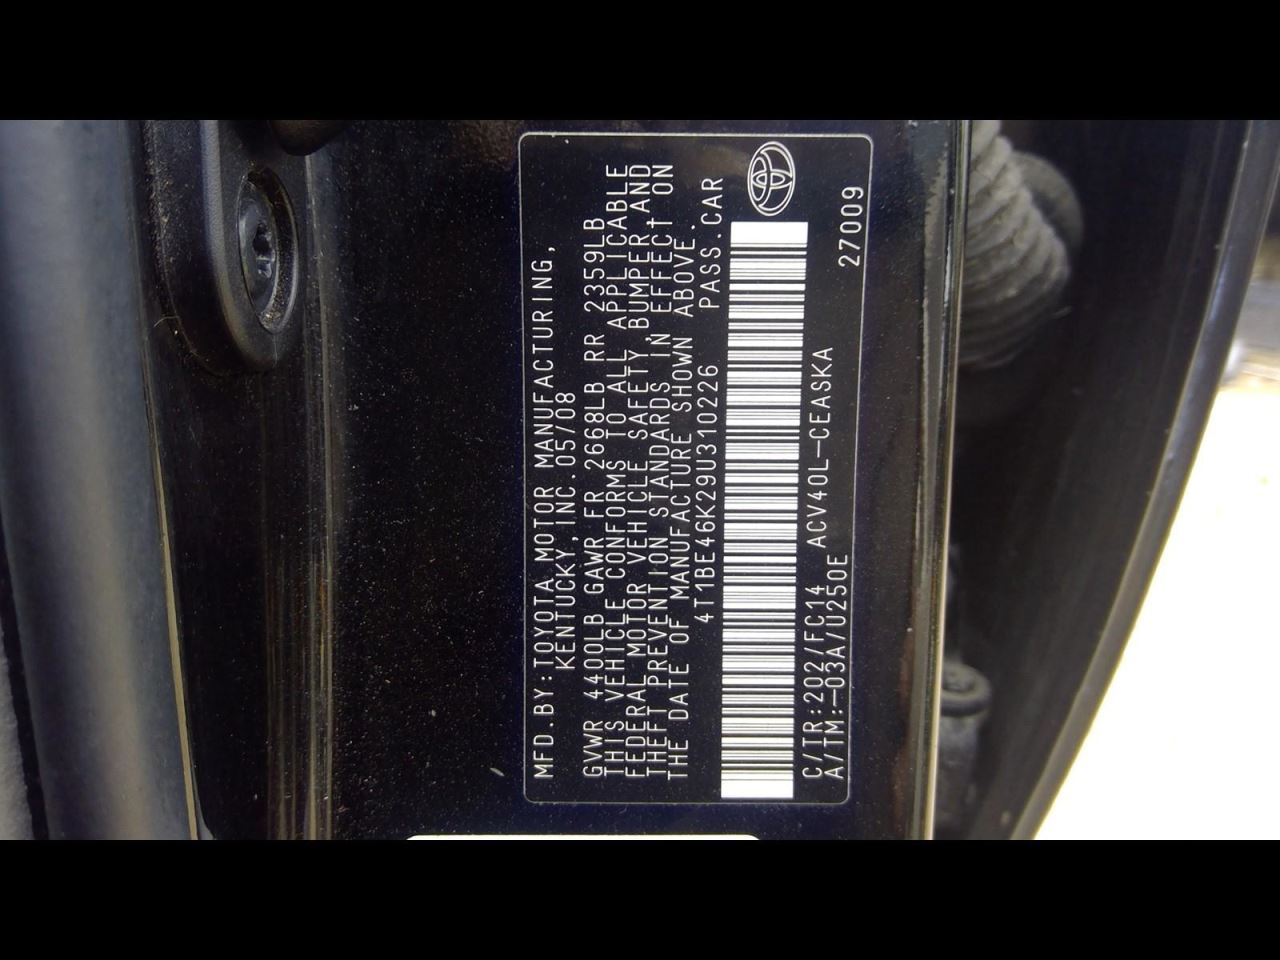 MFD.BY:TOYOTA MOTOR MANUFACTURING,
KENTUCKY,INC.05/08
GVWR 4400LB GAWR FR 2668LB RR 2359LB
THIS VEHICLE CONFORMS TO ALL APPLICABLE
FEDERAL MOTOR VEHICLE SAFETY,BUMPER,AND
THEFT PREVENTION STANDARDS IN EFFECT ON
THE DATE OF MANUFACTURE SHOWN ABOVE.
4T1BE46K29U310226 PASS.CAR
C/TR:202/FC14 ACV40L-CEASKA
A/TM:-03A/U250E 27009